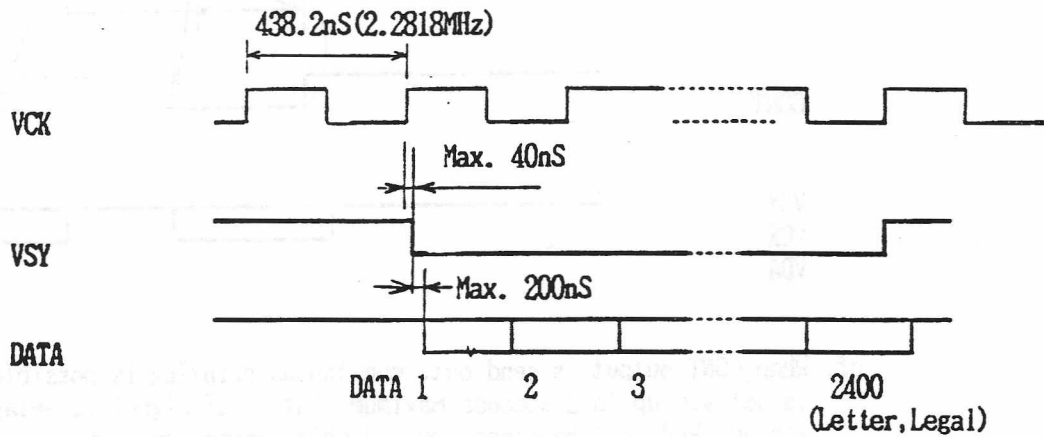 438.2nS(2.2818MHz)
VCK
Max. 40nS
VSY
Max. 200nS
DATA
DATA 1 2 3 2400
(Letter, Legal)